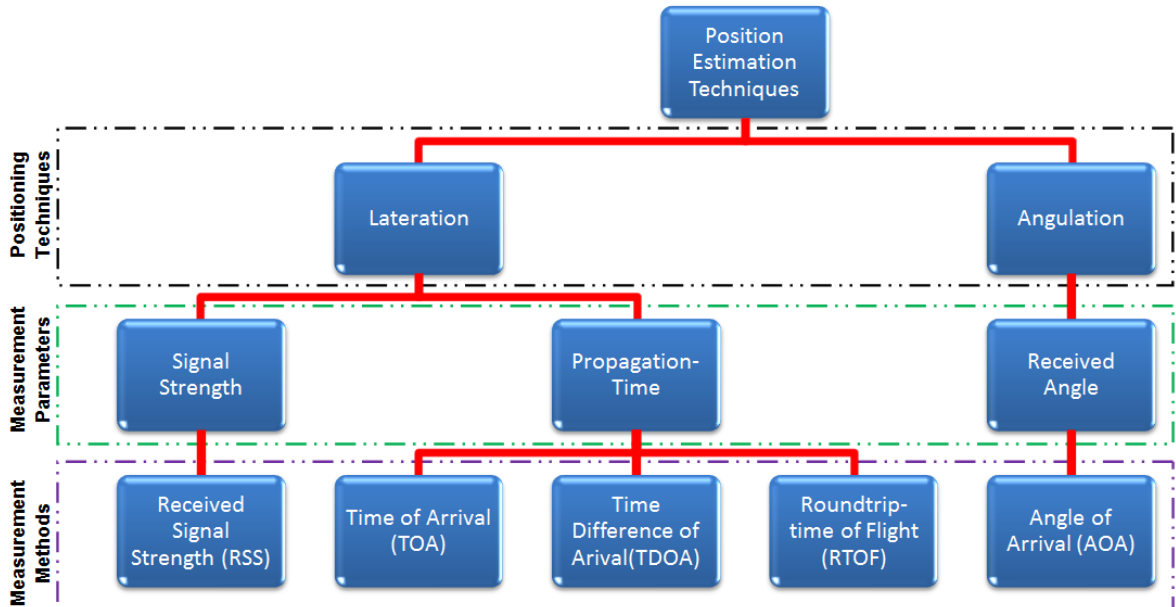 Position
Estimation
Techniques
Positioning
Techniques
Lateration
Angulation
Measurement
Parameters
Signal
Strength
Propagation-
Time
Received
Angle
Measurement
Methods
Received
Signal
Strength (RSS)
Time of Arrival
(TOA)
Time
Difference of
Arival(TDOA)
Roundtrip-
time of Flight
(RTOF)
Angle of
Arrival (AOA)